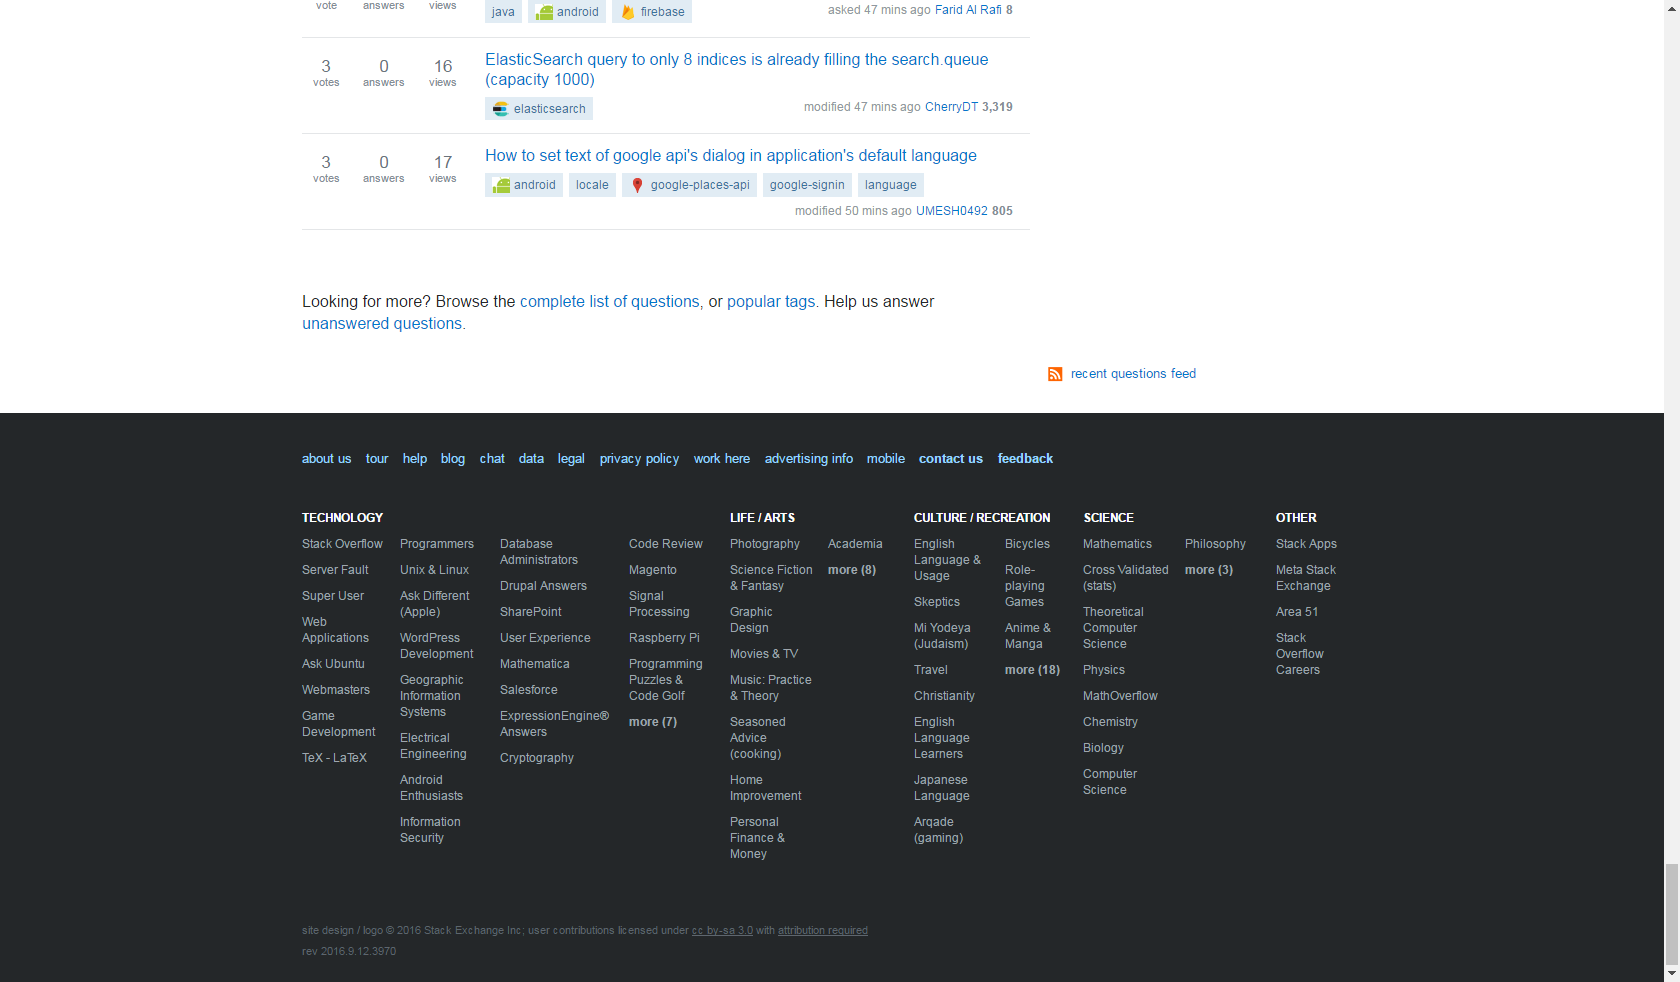 vote answers views
java android firebase
asked 47 mins ago Farid Al Rafi 8
3 0 16
votes answers views
ElasticSearch query to only 8 indices is already filling the search.queue
(capacity 1000)
elasticsearch
modified 47 mins ago CherryDT 3,319
3 0 17
votes answers views
How to set text of google api's dialog in application's default language
android locale google-places-api google-signin language
modified 50 mins ago UMESH0492 805
Looking for more? Browse the complete list of questions, or popular tags. Help us answer
unanswered questions.
recent questions feed
about us tour help blog chat data legal privacy policy work here advertising info mobile contact us feedback
TECHNOLOGY
Stack Overflow
Server Fault
Super User
Web
Applications
Ask Ubuntu
Webmasters
Game
Development
TeX - LaTeX
Programmers
Unix & Linux
Ask Different
(Apple)
WordPress
Development
Geographic
Information
Systems
Electrical
Engineering
Android
Enthusiasts
Information
Security
Database
Administrators
Drupal Answers
SharePoint
User Experience
Mathematica
Salesforce
ExpressionEngine®
Answers
Cryptography
Code Review
Magento
Signal
Processing
Raspberry Pi
Programming
Puzzles &
Code Golf
more (7)
LIFE / ARTS
Photography
Science Fiction
& Fantasy
Graphic
Design
Movies & TV
Music: Practice
& Theory
Seasoned
Advice
(cooking)
Home
Improvement
Personal
Finance &
Money
Academia
more (8)
CULTURE / RECREATION
English
Language &
Usage
Skeptics
Mi Yodeya
(Judaism)
Travel
Christianity
English
Language
Learners
Japanese
Language
Arqade
(gaming)
Bicycles
Role-
playing
Games
Anime &
Manga
more (18)
SCIENCE
Mathematics
Cross Validated
(stats)
Theoretical
Computer
Science
Physics
MathOverflow
Chemistry
Biology
Computer
Science
Philosophy
more (3)
OTHER
Stack Apps
Meta Stack
Exchange
Area 51
Stack
Overflow
Careers
site design / logo © 2016 Stack Exchange Inc; user contributions licensed under cc by-sa 3.0 with attribution required
rev 2016.9.12.3970